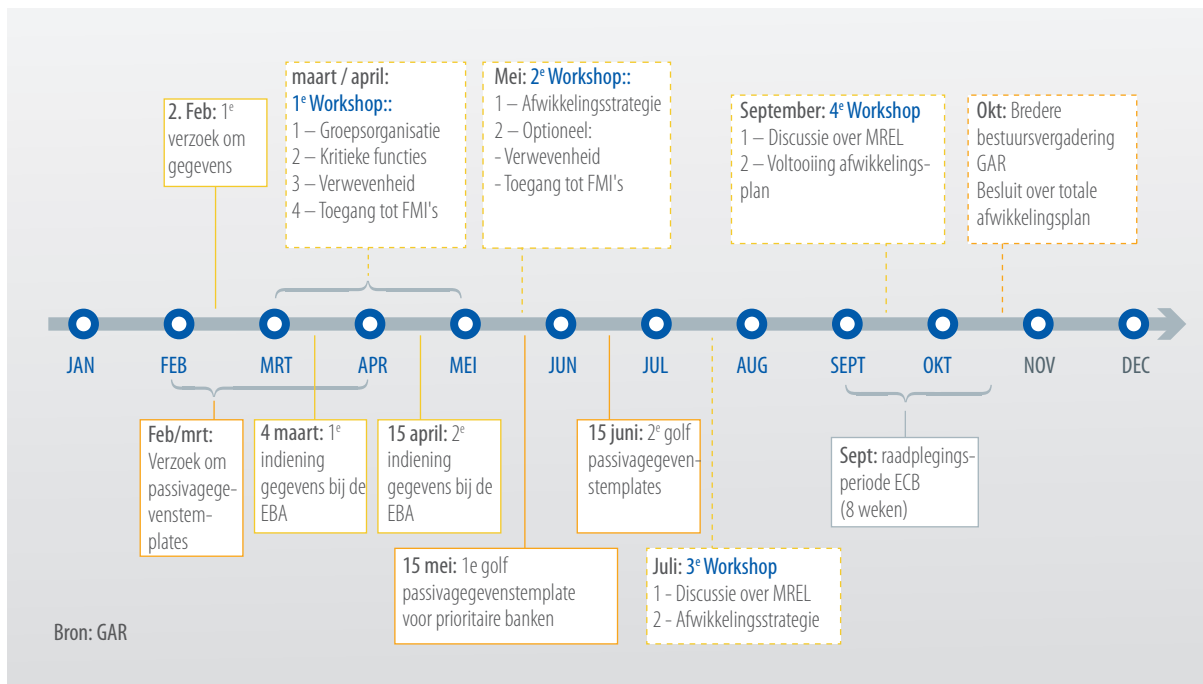 2. Feb: 1e
verzoek om
gegevens
maart / april:
1e Workshop::
1 – Groepsorganisatie
2 – Kritieke functies
3 – Verwevenheid
4 – Toegang tot FMI's
Mei: 2e Workshop::
1 – Afwikkelingsstrategie
2 – Optioneel:
- Verwevenheid
- Toegang tot FMI's
September: 4e Workshop
1 – Discussie over MREL
2 – Voltooiing afwikkelings-
plan
Okt: Bredere
bestuursvergadering
GAR
Besluit over totale
afwikkelingsplan
JAN FEB MRT APR MEI JUN JUL AUG SEPT OKT NOV DEC
Feb/mrt:
Verzoek om
passivagege-
venstem-
plates
4 maart: 1e
indiening
gegevens bij de
EBA
15 april: 2e
indiening
gegevens bij de
EBA
15 mei: 1e golf
passivagegevenstemplate
voor prioritaire banken
15 juni: 2e golf
passivagegeven-
stemplates
Juli: 3e Workshop
1 - Discussie over MREL
2 - Afwikkelingsstrategie
Sept: raadplegings-
periode ECB
(8 weken)
Bron: GAR